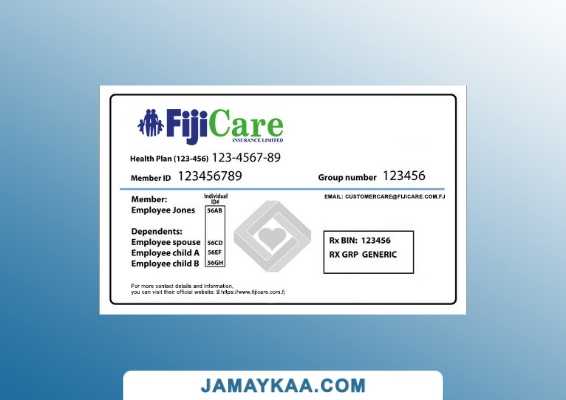 FijiCare
INSURANCE LIMITED
Health Plan (123-456) 123-4567-89
Member ID 123456789 Group number 123456
EMAIL: CUSTOMERCARE@FIJICARE.COM.FJ
Member: Individual ID#
Employee Jones 56AB
Dependents:
Employee spouse 56CD
Employee child A 56EF
Employee child B 56GH
Rx BIN: 123456
RX GRP GENERIC
For more contact details and information,
you can visit their official website: https://www.fijicare.com.fj
JAMAYKAA.COM